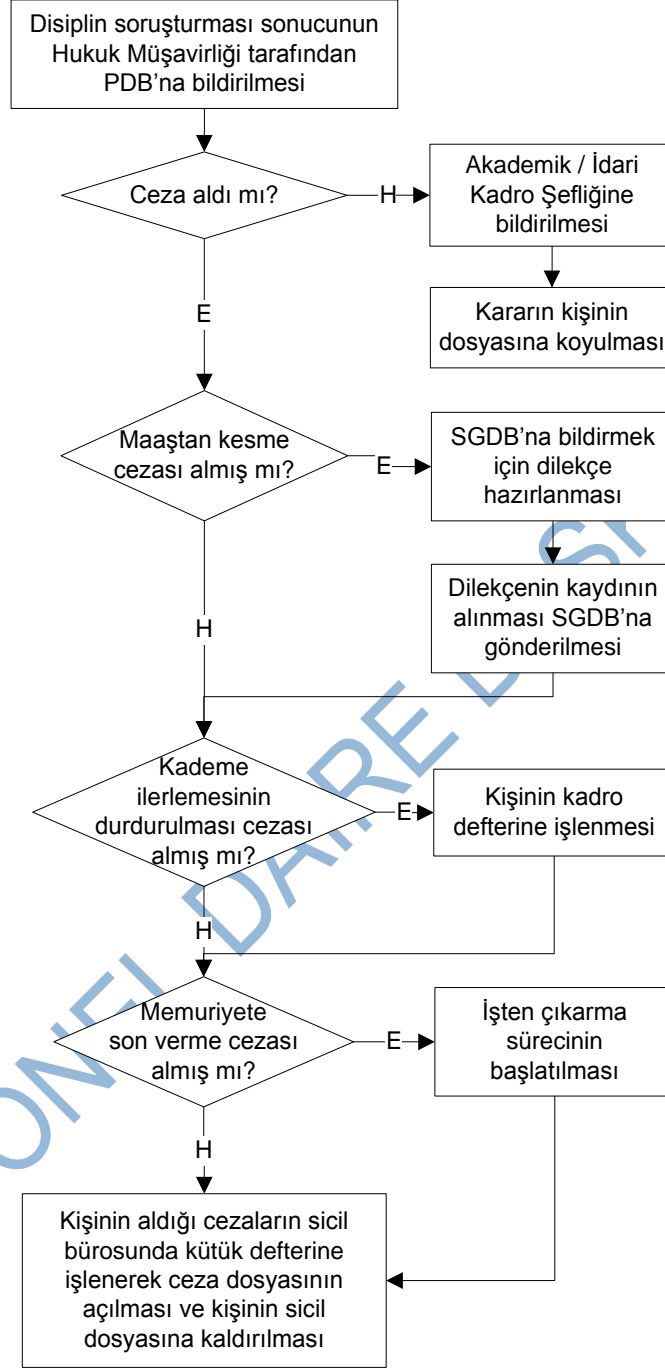 Disiplin soruşturması sonucunun
Hukuk Müşavirliği tarafından
PDB’na bildirilmesi
Ceza aldı mı?
H
Akademik / İdari
Kadro Şefliğine
bildirilmesi
Kararın kişinin
dosyasına koyulması
E
Maaştan kesme
cezası almış mı?
E
SGDB’na bildirmek
için dilekçe
hazırlanması
Dilekçenin kaydının
alınması SGDB’na
gönderilmesi
H
Kademe
ilerlemesinin
durdurulması cezası
almış mı?
E
Kişinin kadro
defterine işlenmesi
H
Memuriyete
son verme cezası
almış mı?
E
İşten çıkarma
sürecinin
başlatılması
H
Kişinin aldığı cezaların sicil
bürosunda kütük defterine
işlenerek ceza dosyasının
açılması ve kişinin sicil
dosyasına kaldırılması
DAIRE